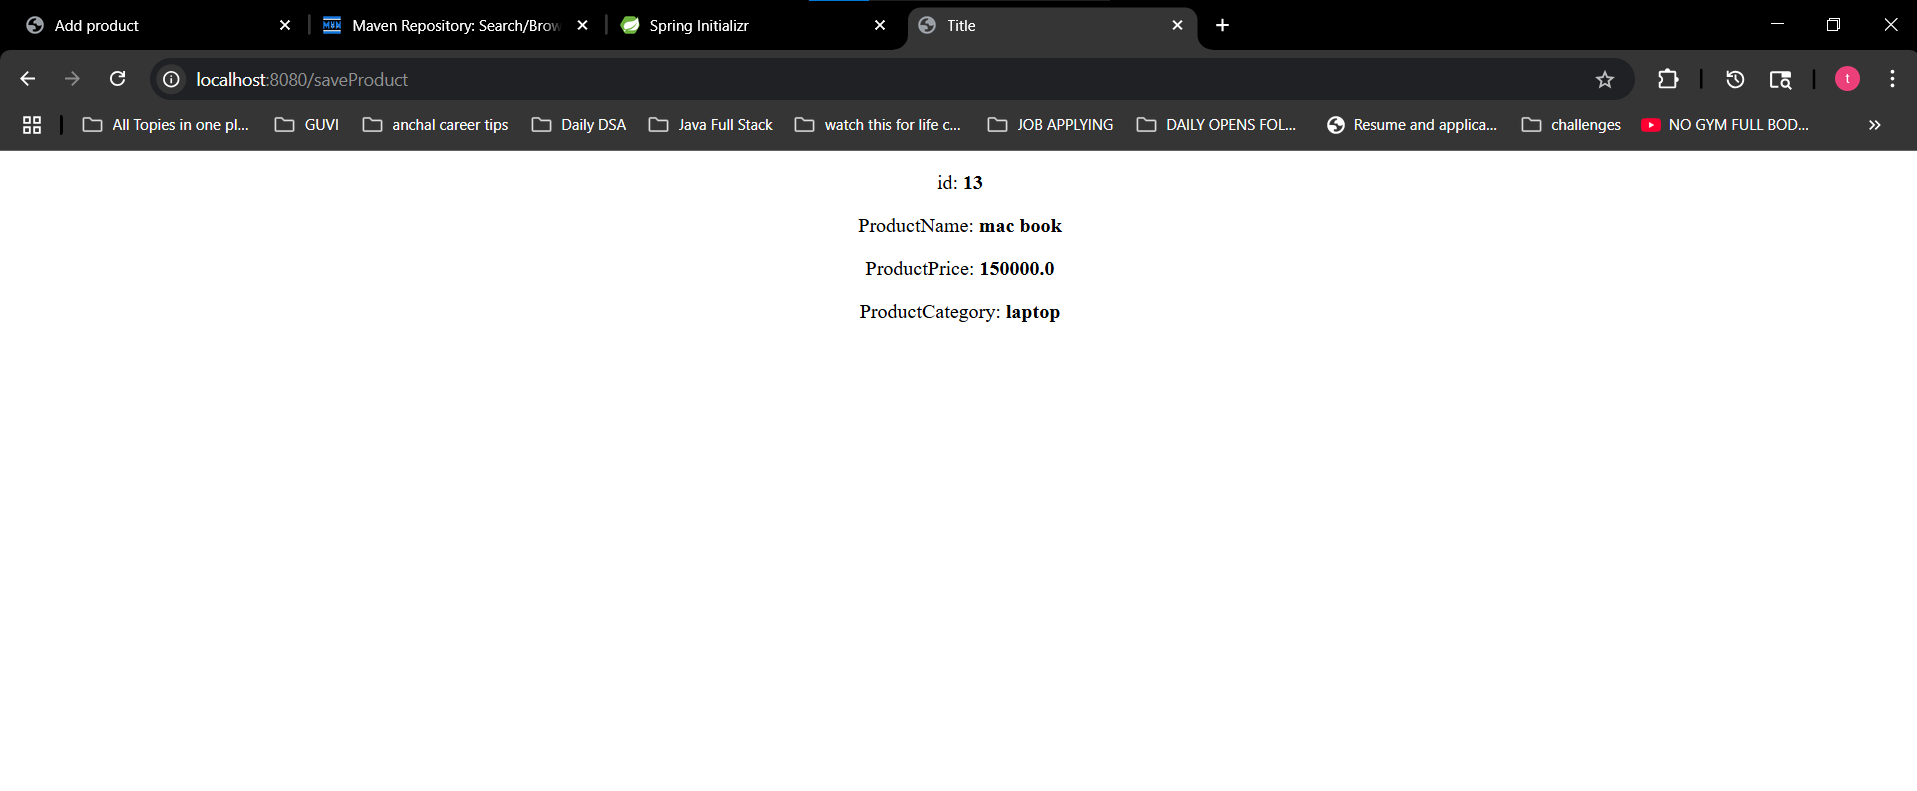 Add product
Maven Repository: Search/Brow
Spring Initializr
Title
localhost:8080/saveProduct
t
All Topies in one pl...
GUVI
anchal career tips
Daily DSA
Java Full Stack
watch this for life c...
JOB APPLYING
DAILY OPENS FOL...
Resume and applica...
challenges
NO GYM FULL BOD...
id: 13
ProductName: mac book
ProductPrice: 150000.0
ProductCategory: laptop